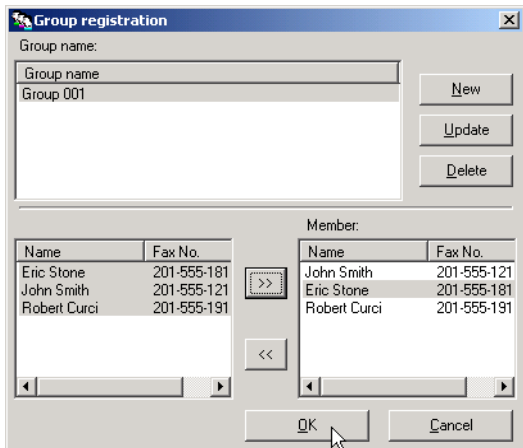 Group registration
Group name:
Group name
Group 001
New
Update
Delete
Member:
Name Fax No.
Eric Stone 201-555-181
John Smith 201-555-121
Robert Curci 201-555-191
>>
<<
Name Fax No.
John Smith 201-555-121
Eric Stone 201-555-181
Robert Curci 201-555-191
OK
Cancel